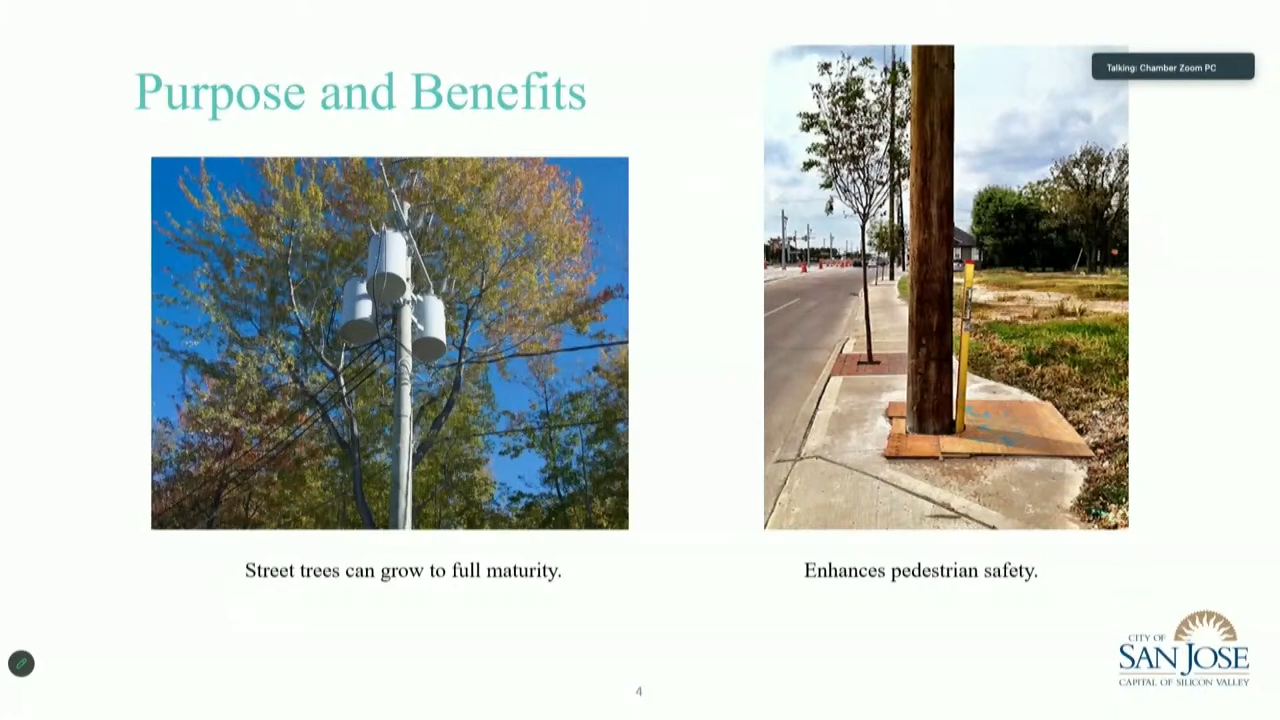 Purpose and Benefits
Talking: Chamber Zoom PC
Street trees can grow to full maturity.
Enhances pedestrian safety.
CITY OF
SAN JOSE
CAPITAL OF SILICON VALLEY
4